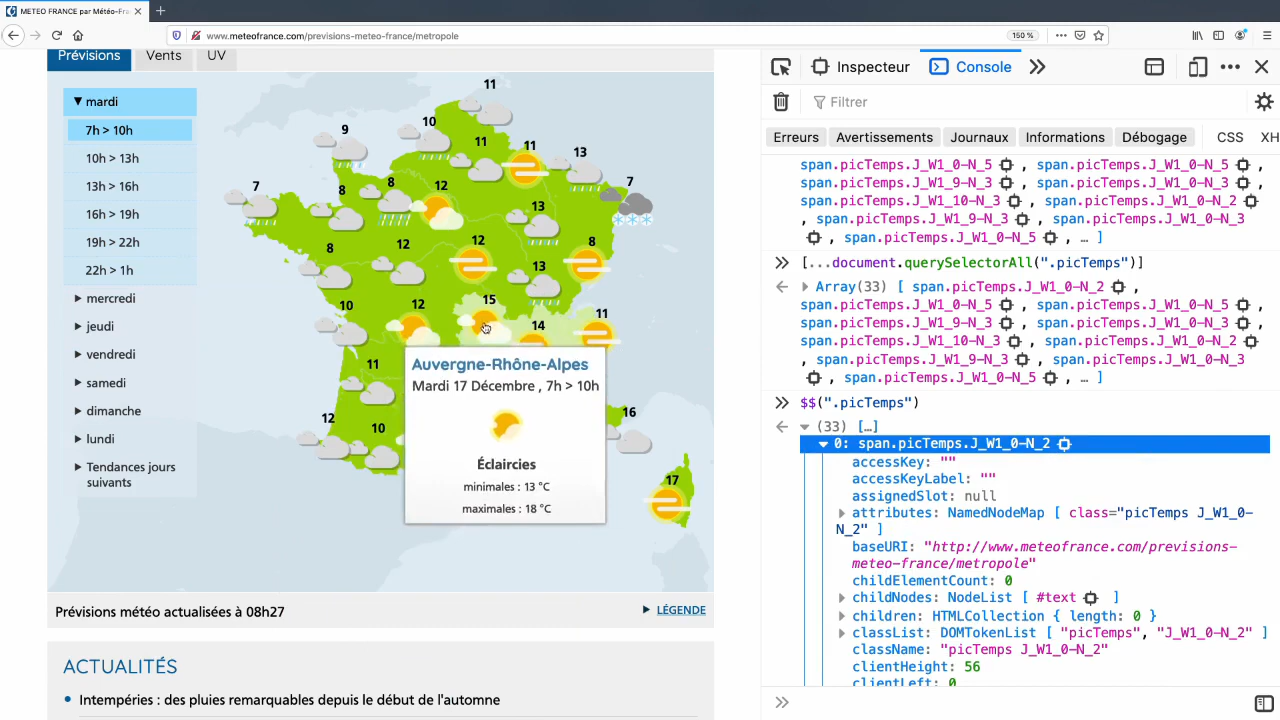 METEO FRANCE par Météo-Fra
www.meteofrance.com/previsions-meteo-france/metropole
150 %
Prévisions
Vents
UV
▼ mardi
7h > 10h
10h > 13h
13h > 16h
16h > 19h
19h > 22h
22h > 1h
mercredi
jeudi
vendredi
samedi
dimanche
lundi
Tendances jours
suivants
11
10
9
11
11
13
7
7
8
8
12
13
8
12
12
13
8
10
12
15
14
11
11
12
10
16
17
Auvergne-Rhône-Alpes
Mardi 17 Décembre , 7h > 10h
Éclaircies
minimales : 13 °C
maximales : 18 °C
Prévisions météo actualisées à 08h27
LÉGENDE
ACTUALITÉS
• Intempéries : des pluies remarquables depuis le début de l'automne
Inspecteur
Console
Filtrer
Erreurs Avertissements Journaux Informations Débogage CSS XH
span.picTemps.J_W1_0-N_5 , span.picTemps.J_W1_0-N_5
span.picTemps.J_W1_9-N_3 , span.picTemps.J_W1_0-N_3
span.picTemps.J_W1_10-N_3 , span.picTemps.J_W1_0-N_2
, span.picTemps.J_W1_9-N_3 , span.picTemps.J_W1_0-N_3
, span.picTemps.J_W1_0-N_5 , … ]
[...document.querySelectorAll(".picTemps")]
Array(33) [ span.picTemps.J_W1_0-N_2 ,
span.picTemps.J_W1_0-N_5 , span.picTemps.J_W1_0-N_5
span.picTemps.J_W1_9-N_3 , span.picTemps.J_W1_0-N_3
span.picTemps.J_W1_10-N_3 , span.picTemps.J_W1_0-N_2
, span.picTemps.J_W1_9-N_3 , span.picTemps.J_W1_0-N_3
, span.picTemps.J_W1_0-N_5 , … ]
$$(".picTemps")
(33) […]
0: span.picTemps.J_W1_0-N_2
accessKey: ""
accessKeyLabel: ""
assignedSlot: null
attributes: NamedNodeMap [ class="picTemps J_W1_0-
N_2" ]
baseURI: "http://www.meteofrance.com/previsions-
meteo-france/metropole"
childElementCount: 0
childNodes: NodeList [ #text ]
children: HTMLCollection { length: 0 }
classList: DOMTokenList [ "picTemps", "J_W1_0-N_2" ]
className: "picTemps J_W1_0-N_2"
clientHeight: 56
clientLeft: 0